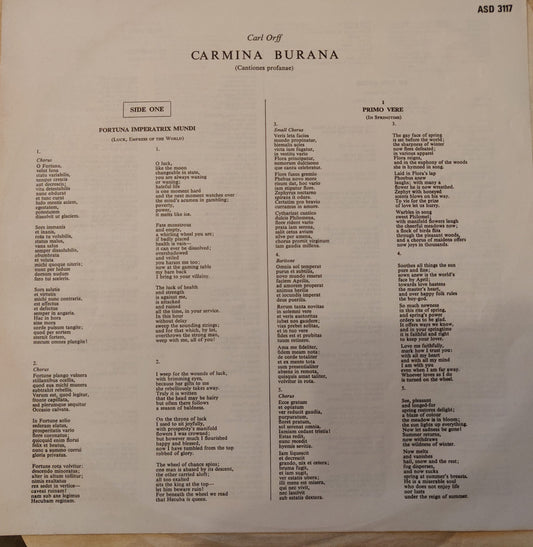 ASD 3117
Carl Orff
CARMINA BURANA
(Cantiones profanae)
SIDE ONE
FORTUNA IMPERATRIX MUNDI
(LUCK, EMPRESS OF THE WORLD)
1.
Chorus
O Fortuna,
velut luna
statu variabilis,
semper crescis
aut decrescis;
vita detestabilis
nunc obdurat
et tunc curat
ludo mentis aciem,
egestatem,
potestatem
dissolvit ut glaciem.
Sors immanis
et inanis,
rota tu volubilis,
status malus,
vana salus
semper dissolubilis,
obumbrata
et velata
michi quoque niteris;
nunc per ludum
dorsum nudum
fero tui sceleris.
Sors salutis
et virtutis
michi nunc contraria,
est affectus
et defectus
semper in angaria.
Hac in hora
sine mora
corde pulsum tangite;
quod per sortem
sternit fortem,
mecum omnes plangite!
1.
O luck,
like the moon
changeable in state,
you are always waxing
or waning;
hateful life
is one moment hard
and the next moment watches over
the mind's acumen in gambling;
poverty,
power,
it melts like ice.
Fate monstrous
and empty,
a whirling wheel you are;
if badly placed
health is vain—
it can ever be dissolved;
overshadowed
and veiled
you harass me too;
now at the gaming table
my bare back
I bring to your villainy.
The luck of health
and strength
is against me,
is attacked
and ruined
all the time, in your service.
In this hour
without delay
sweep the sounding strings;
and for that which, by lot,
overthrows the strong man,
weep with me, all of you!
2.
Chorus
Fortune plango vulnera
stillantibus ocellis,
quod sua michi munera
subtrahit rebellis.
Verum est, quod legitur,
fronte capillata,
sed plerumque sequitur
Occasio calvata.
In Fortune solio
sederam elatus,
prosperitatis vario
flore coronatus;
quicquid enim florui
felix et beatus,
nunc a summo corrui
gloria privatus.
Fortune rota volvitur:
descendo minoratus;
alter in altum tollitur;
nimis exaltatus
rex sedet in vertice—
caveat ruinam!
nam sub axe legimus
Hecubam reginam.
2.
I weep for the wounds of luck,
with brimming eyes,
because her gifts to me
she rebelliously takes away.
Truly it is written
that the head may be hairy
but often there follows
a season of baldness.
On the throne of luck
I used to sit joyfully,
with prosperity's manifold
flowers I was crowned;
but however much I flourished
happy and blessed,
now I have tumbled from the top
robbed of glory.
The wheel of chance spins;
one man is abased by its descent,
the other carried aloft;
all too exalted
sits the king at the top—
let him beware ruin!
For beneath the wheel we read
that Hecuba is queen.
I
PRIMO VERE
(IN SPRINGTIME)
3.
Small Chorus
Veris leta facies
mundo propinatur,
hiemalis acies
victa iam fugatur,
in vestitu vario
Flora principatur,
nemorum dulcisono
que cantu celebratur.
Flora fusus gremio
Phebus novo more
risum dat, hoc vario
iam stipatur flore.
Zephyrus nectareo
spirans it odore.
Certatim pro bravio
curramus in amore.
Cytharizat cantico
dulcis Philomena,
flore rident vario
prata iam serena,
salit cetus avium
silve per amena,
chorus promit virginum
iam gaudia millena.
3.
The gay face of spring
is set before the world;
the sharpness of winter
now flees defeated;
in various apparel
Flora reigns,
and in the euphony of the woods
she is hymned in song.
Laid in Flora's lap
Phoebus anew
laughs; with many a
flower he is now wreathed.
Zephyr with honeyed
scents blows on his way.
To vie for the prize
of love let us hurry.
Warbles in song
sweet Philomel;
with manifold flowers laugh
the cheerful meadows now;
a flock of birds flits
through the pleasant woods,
and a chorus of maidens offers
now joys in thousands.
4.
Baritone
Omnia sol temperat
purus et subtilis,
novo mundo reserat
faciem Aprilis,
ad amorem properat
animus herilis
et iocundis imperat
deus puerilis.
Rerum tanta novitas
in solemni vere
et veris auctoritas
jubet nos gaudere;
vias prebet solitas,
et in tuo vere
fides est et probitas
tuum retinere.
Ama me fideliter,
fidem meam nota:
de corde totaliter
et ex mente tota
sum presentialiter
absens in remota,
quisquis amat taliter,
volvitur in rota.
4.
Soothes all things the sun
pure and fine;
anew is the world's
face by April;
towards love hastens
the master's heart,
and over happy folk rules
the boy-god.
So much newness
in this rite of spring,
and spring's power
orders us to be glad.
It offers ways we know,
and in your springtime
it is faithful and right
to keep your lover.
Love me faithfully,
mark how I trust you:
with all my heart
and with all my mind
I am with you
even when I am far away.
Whoever loves as I do
is turned on the wheel.
5.
Chorus
Ecce gratum
et optatum
ver reducit gaudia,
purpuratum,
floret pratum,
sol serenat omnia.
Iamiam cedant tristia!
Estas redit,
nunc recedit
hyemis sevitia.
Iam liquescit
et decrescit
grando, nix et cetera;
bruma fugit,
et iam sugit,
ver estatis ubera;
illi mens est misera,
qui nec vivit,
nec lascivit
sub estatis dextera.
5.
See, pleasant
and longed-for
spring restores delight:
a blaze of colour
the meadow is in bloom;
the sun lights up everything.
Now let sadness be gone!
Summer returns,
now withdraws
the wildness of winter.
Now melts
and vanishes
hail, snow and the rest;
fog disperses,
and now sucks
spring at summer's breasts.
He is a miserable soul
who does not enjoy life
nor lusts
under the reign of summer.